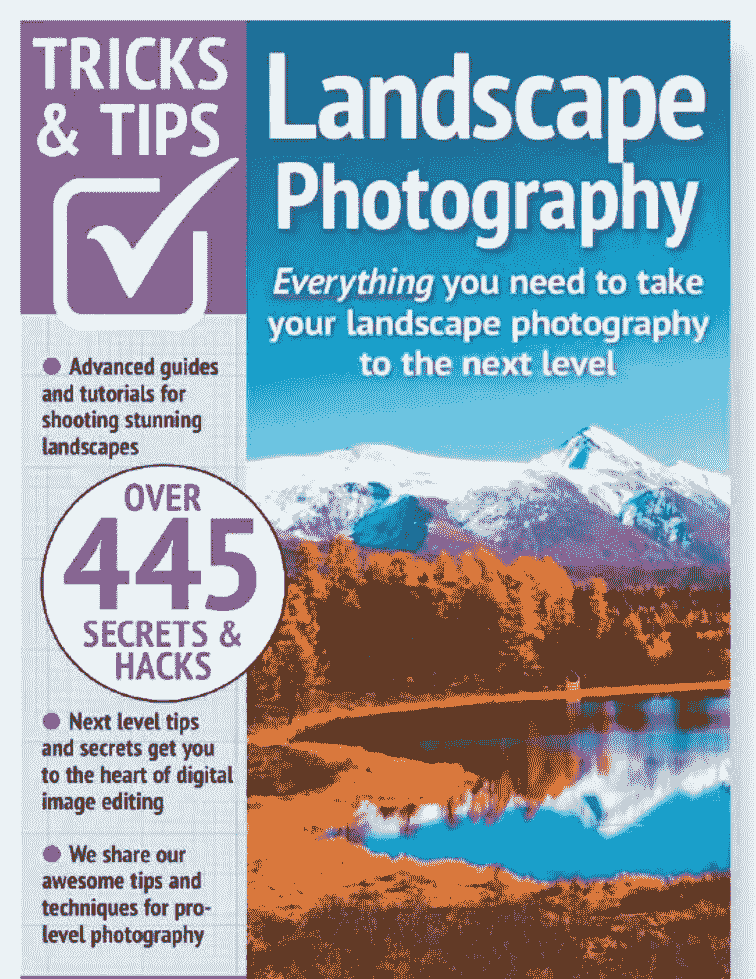 TRICKS
& TIPS
Landscape
Photography
Everything you need to take
your landscape photography
to the next level
● Advanced guides
and tutorials for
shooting stunning
landscapes
OVER
445
SECRETS &
HACKS
● Next level tips
and secrets get you
to the heart of digital
image editing
● We share our
awesome tips and
techniques for pro-
level photography